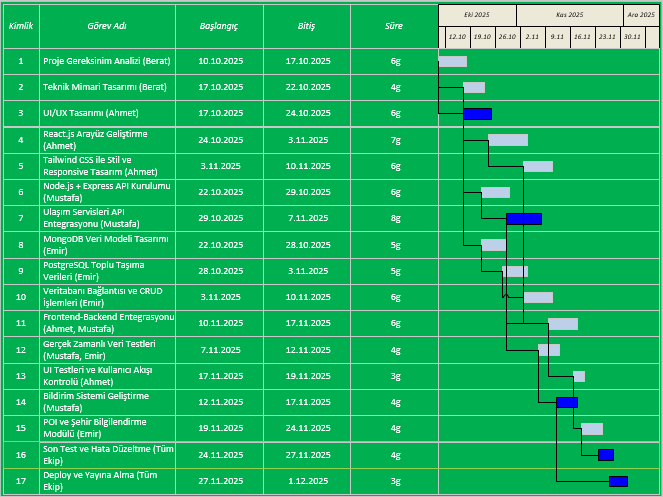 Kimlik Görev Adı Başlangıç Bitiş Süre
Eki 2025 Kas 2025 Ara 2025
12.10 19.10 26.10 2.11 9.11 16.11 23.11 30.11
1 Proje Gereksinim Analizi (Berat) 10.10.2025 17.10.2025 6g
2 Teknik Mimari Tasarımı (Berat) 17.10.2025 22.10.2025 4g
3 UI/UX Tasarımı (Ahmet) 17.10.2025 24.10.2025 6g
4 React.js Arayüz Geliştirme
(Ahmet) 24.10.2025 3.11.2025 7g
5 Tailwind CSS ile Stil ve
Responsive Tasarım (Ahmet) 3.11.2025 10.11.2025 6g
6 Node.js + Express API Kurulumu
(Mustafa) 22.10.2025 29.10.2025 6g
7 Ulaşım Servisleri API
Entegrasyonu (Mustafa) 29.10.2025 7.11.2025 8g
8 MongoDB Veri Modeli Tasarımı
(Emir) 22.10.2025 28.10.2025 5g
9 PostgreSQL Toplu Taşıma
Verileri (Emir) 28.10.2025 3.11.2025 5g
10 Veritabanı Bağlantısı ve CRUD
İşlemleri (Emir) 3.11.2025 10.11.2025 6g
11 Frontend-Backend Entegrasyonu
(Ahmet, Mustafa) 10.11.2025 17.11.2025 6g
12 Gerçek Zamanlı Veri Testleri
(Mustafa, Emir) 7.11.2025 12.11.2025 4g
13 UI Testleri ve Kullanıcı Akışı
Kontrolü (Ahmet) 17.11.2025 19.11.2025 3g
14 Bildirim Sistemi Geliştirme
(Mustafa) 12.11.2025 17.11.2025 4g
15 POI ve Şehir Bilgilendirme
Modülü (Emir) 19.11.2025 24.11.2025 4g
16 Son Test ve Hata Düzeltme (Tüm
Ekip) 24.11.2025 27.11.2025 4g
17 Deploy ve Yayına Alma (Tüm
Ekip) 27.11.2025 1.12.2025 3g